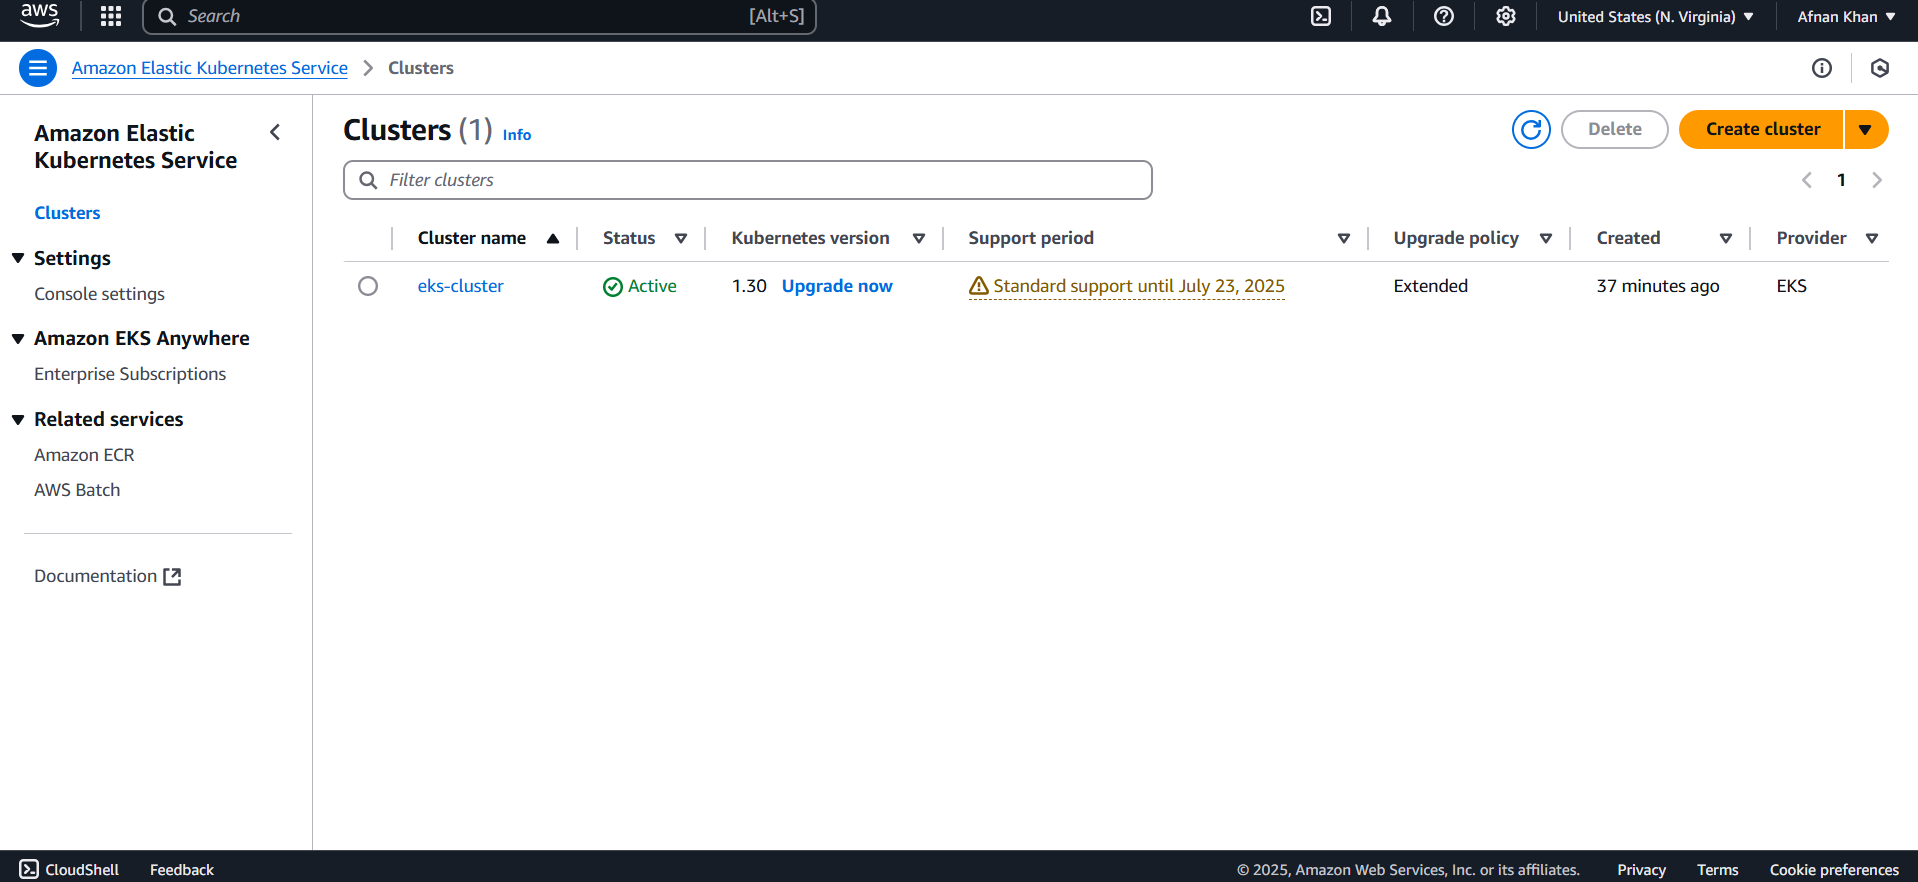 aws
Search [Alt+S]
United States (N. Virginia)
Afnan Khan
Amazon Elastic Kubernetes Service > Clusters
Amazon Elastic
Kubernetes Service
Clusters
Settings
Console settings
Amazon EKS Anywhere
Enterprise Subscriptions
Related services
Amazon ECR
AWS Batch
Documentation
Clusters (1) Info
Delete
Create cluster
Filter clusters
1
Cluster name Status Kubernetes version Support period Upgrade policy Created Provider
eks-cluster Active 1.30 Upgrade now Standard support until July 23, 2025 Extended 37 minutes ago EKS
CloudShell Feedback © 2025, Amazon Web Services, Inc. or its affiliates. Privacy Terms Cookie preferences